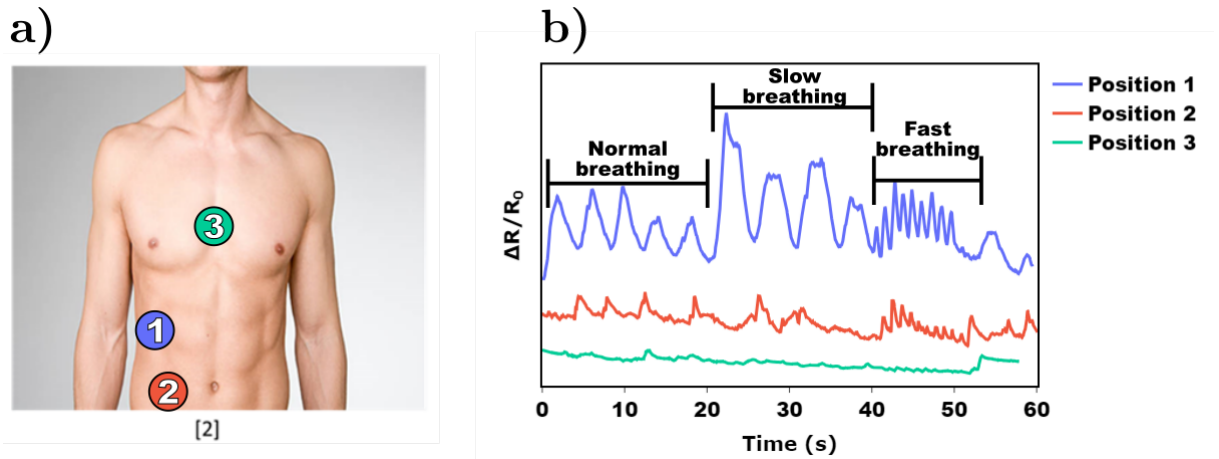 a)
3
1
2
[2]
b)
Normal
breathing
Slow
breathing
Fast
breathing
Position 1
Position 2
Position 3
ΔR/R₀
0 10 20 30 40 50 60
Time (s)